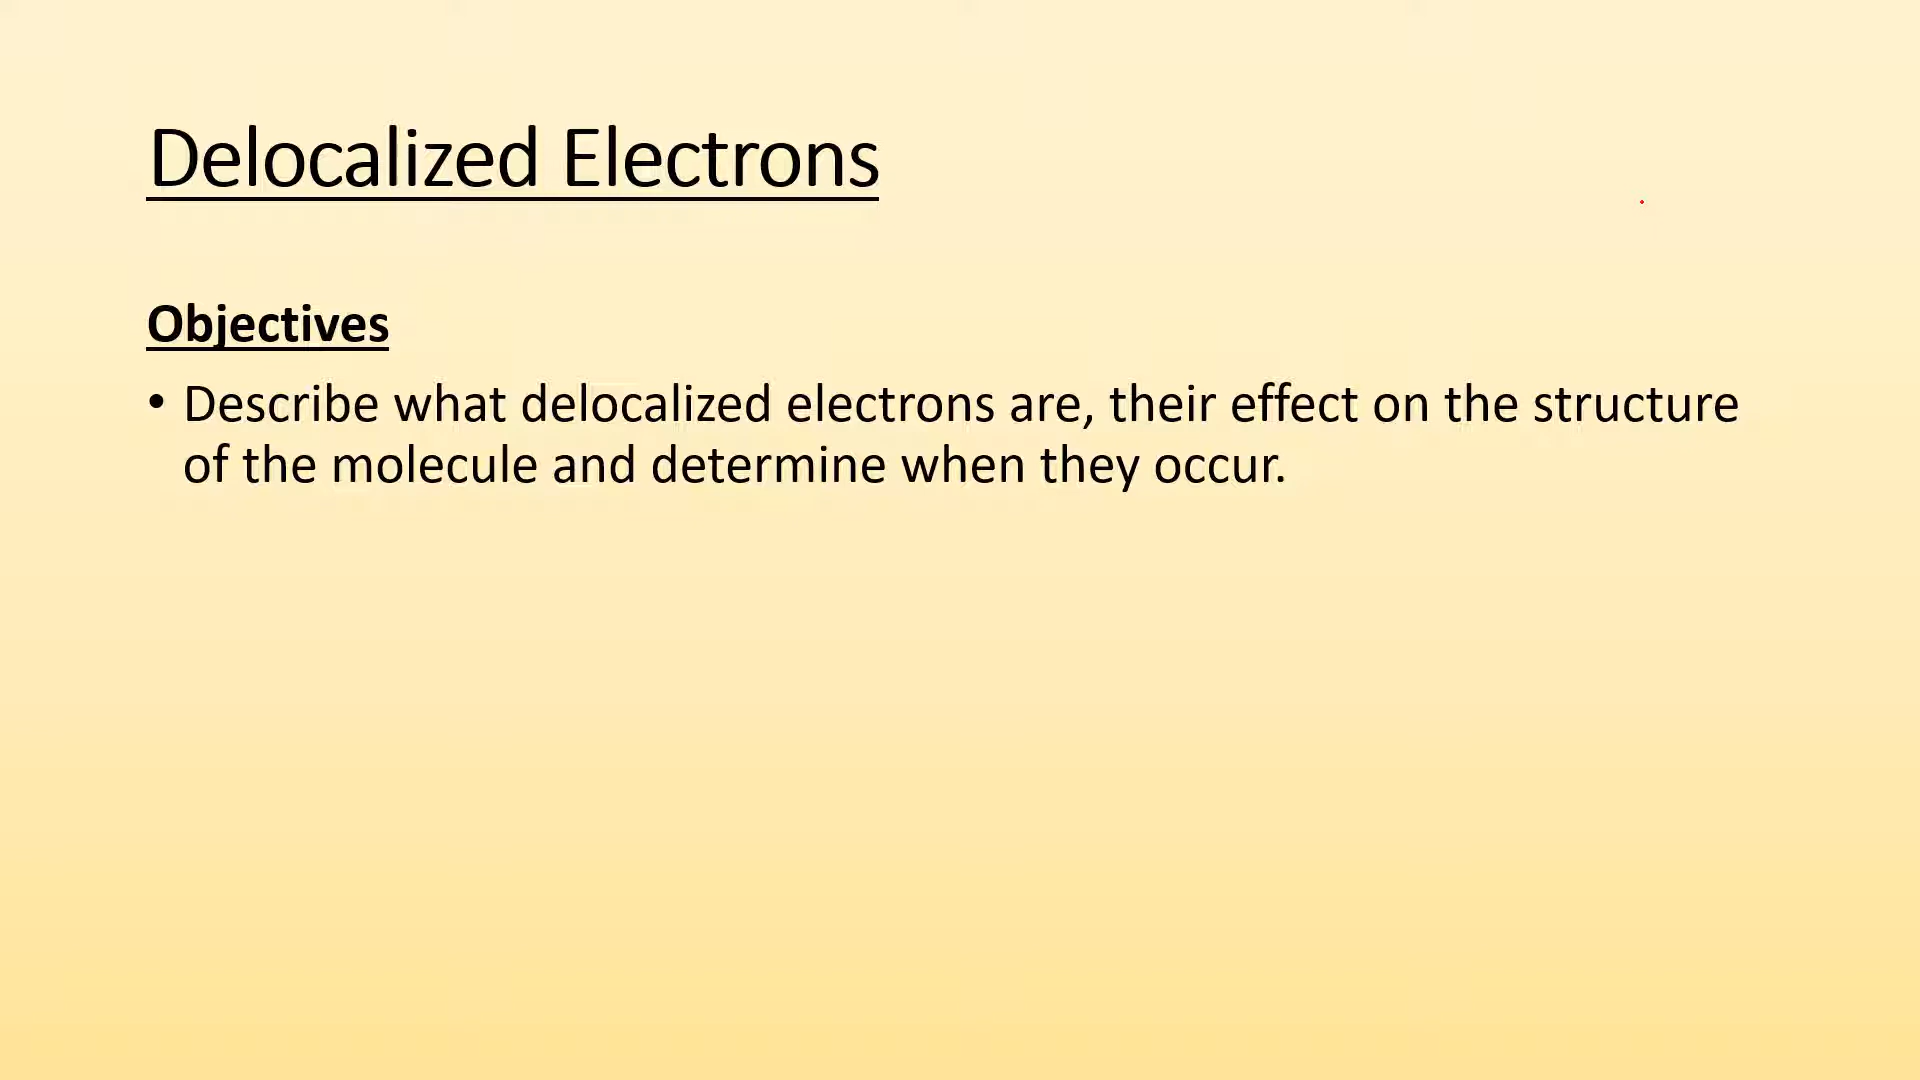 Delocalized Electrons
Objectives
• Describe what delocalized electrons are, their effect on the structure
of the molecule and determine when they occur.